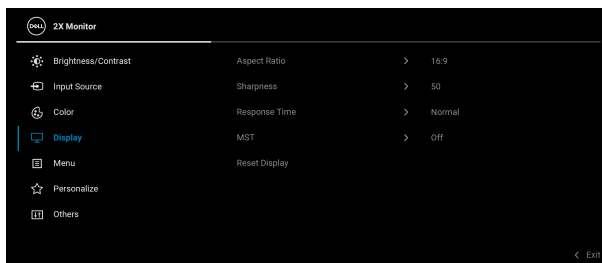 DELL 2X Monitor
Brightness/Contrast Aspect Ratio > 16:9
Input Source Sharpness > 50
Color Response Time > Normal
Display MST > Off
Menu Reset Display
Personalize
Others
< Exit